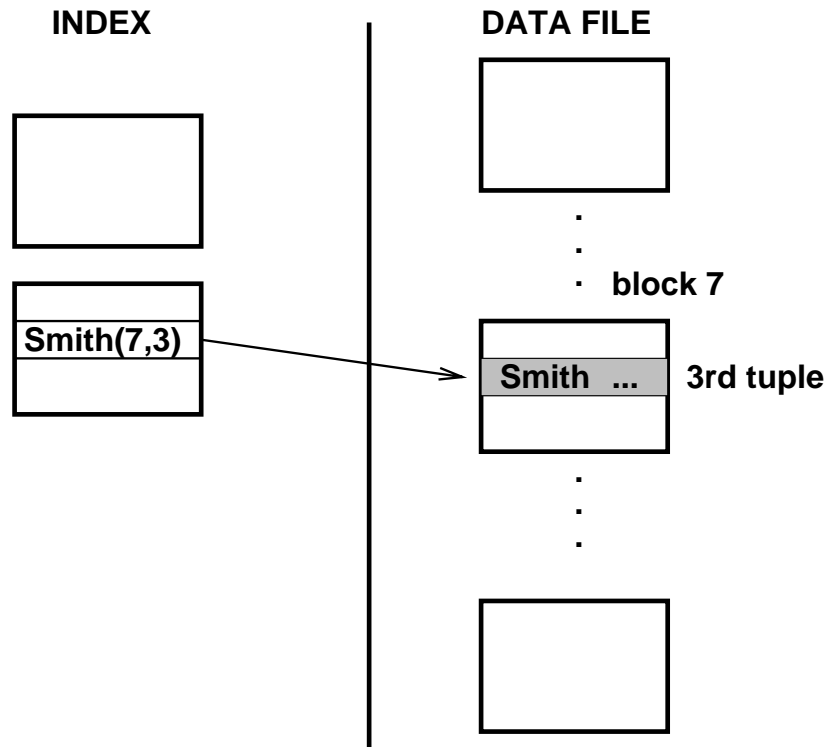 INDEX
DATA FILE
.
.
. block 7
Smith(7,3)
Smith ... 3rd tuple
.
.
.